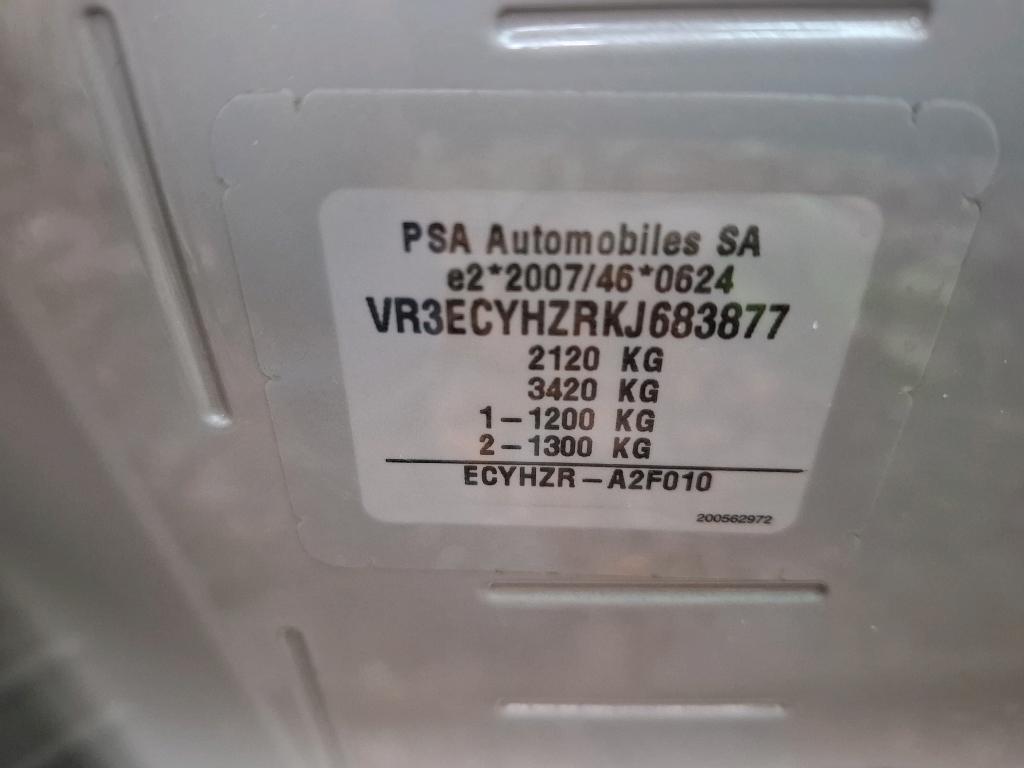 PSA Automobiles SA
e2*2007/46*0624
VR3ECYHZRKJ683877
2120 KG
3420 KG
1-1200 KG
2-1300 KG
ECYHZR-A2F010
200562972